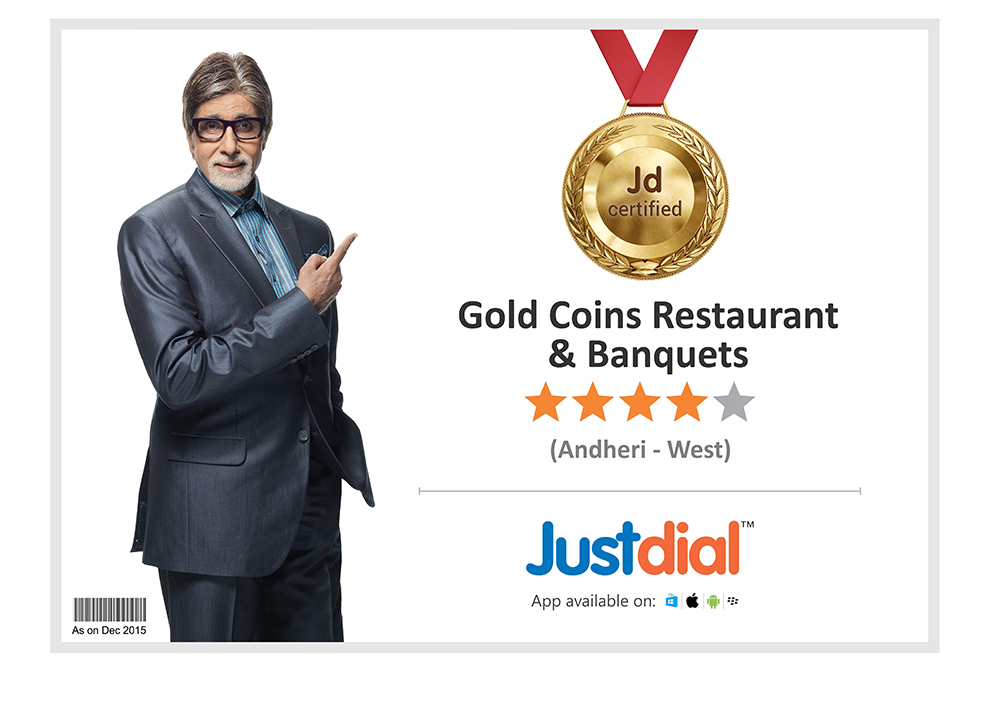 Jd
certified
Gold Coins Restaurant
& Banquets
(Andheri - West)
Justdial™
App available on:
As on Dec 2015